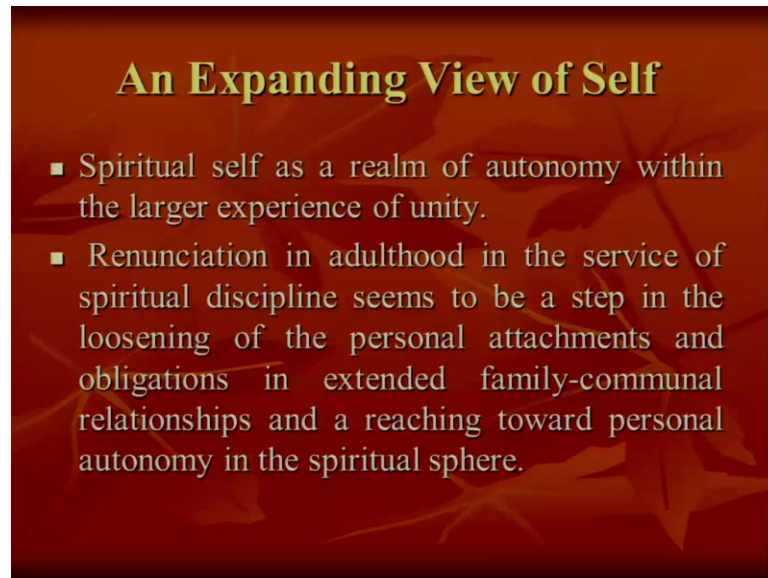 An Expanding View of Self
▪ Spiritual self as a realm of autonomy within
the larger experience of unity.
▪ Renunciation in adulthood in the service of
spiritual discipline seems to be a step in the
loosening of the personal attachments and
obligations in extended family-communal
relationships and a reaching toward personal
autonomy in the spiritual sphere.